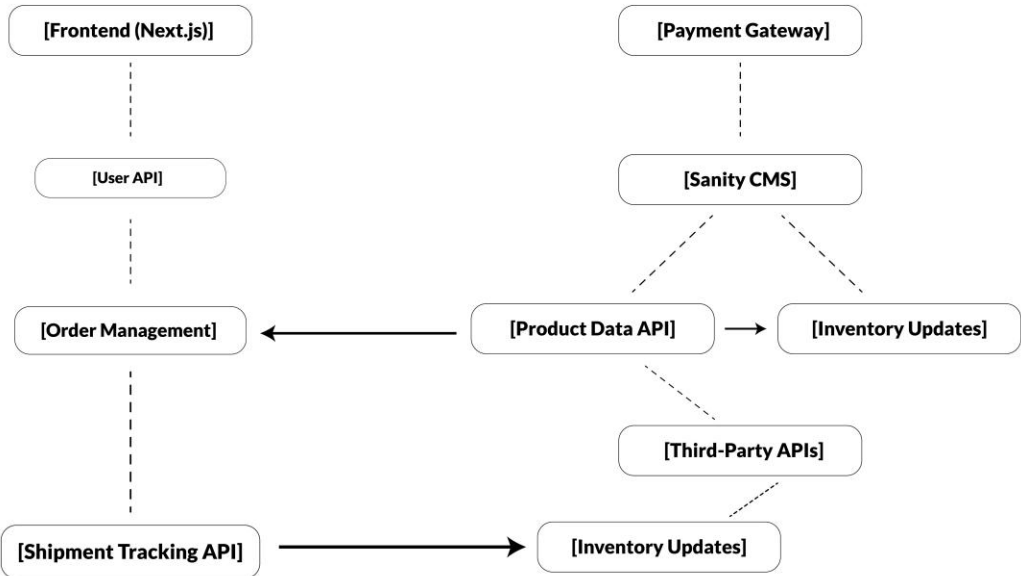 [Frontend (Next.js)]
[Payment Gateway]
[User API]
[Sanity CMS]
[Order Management]
[Product Data API]
[Inventory Updates]
[Third-Party APIs]
[Shipment Tracking API]
[Inventory Updates]